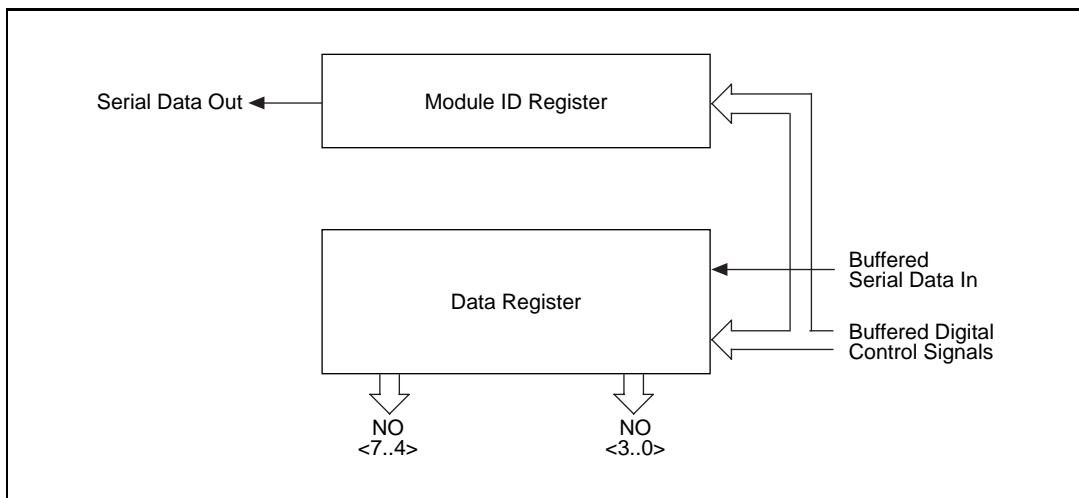 Serial Data Out
Module ID Register
Buffered
Serial Data In
Data Register
Buffered Digital
Control Signals
NO
<7..4>
NO
<3..0>